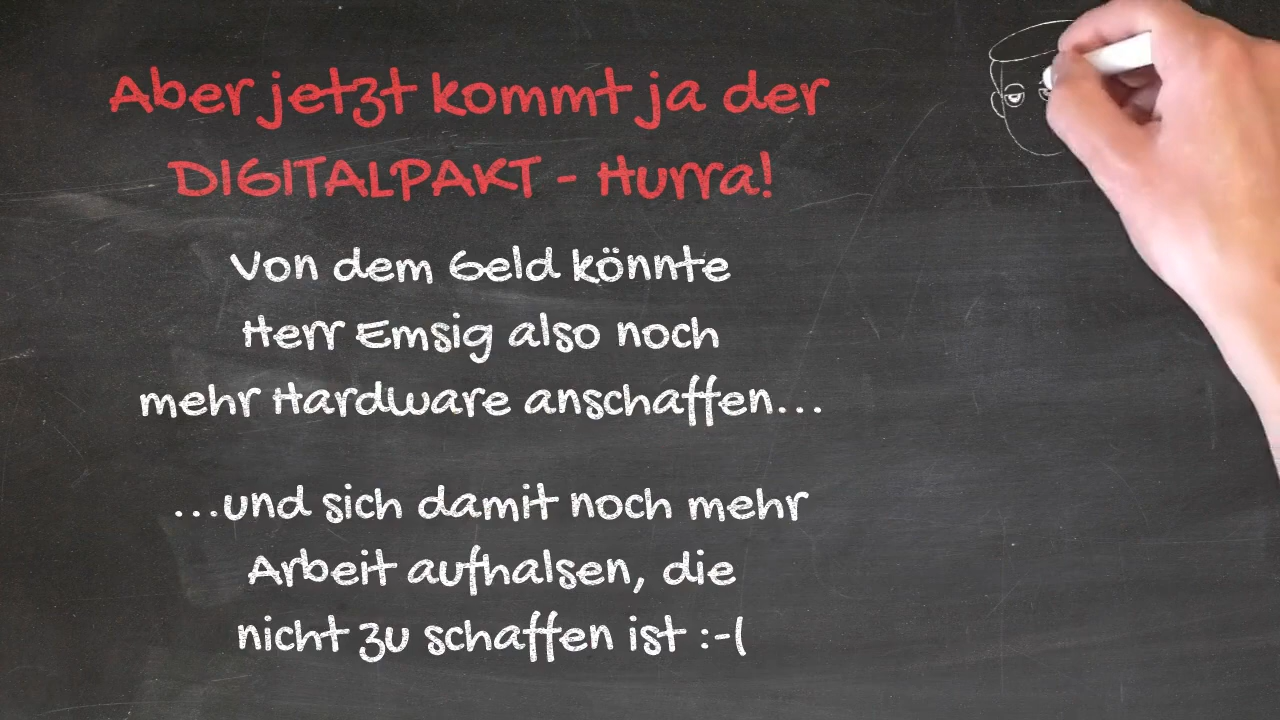 Aber jetzt kommt ja der
DIGITALPAKT - Hurra!
Von dem Geld könnte
Herr Emsig also noch
mehr Hardware anschaffen...
...und sich damit noch mehr
Arbeit aufhalsen, die
nicht zu schaffen ist :-(